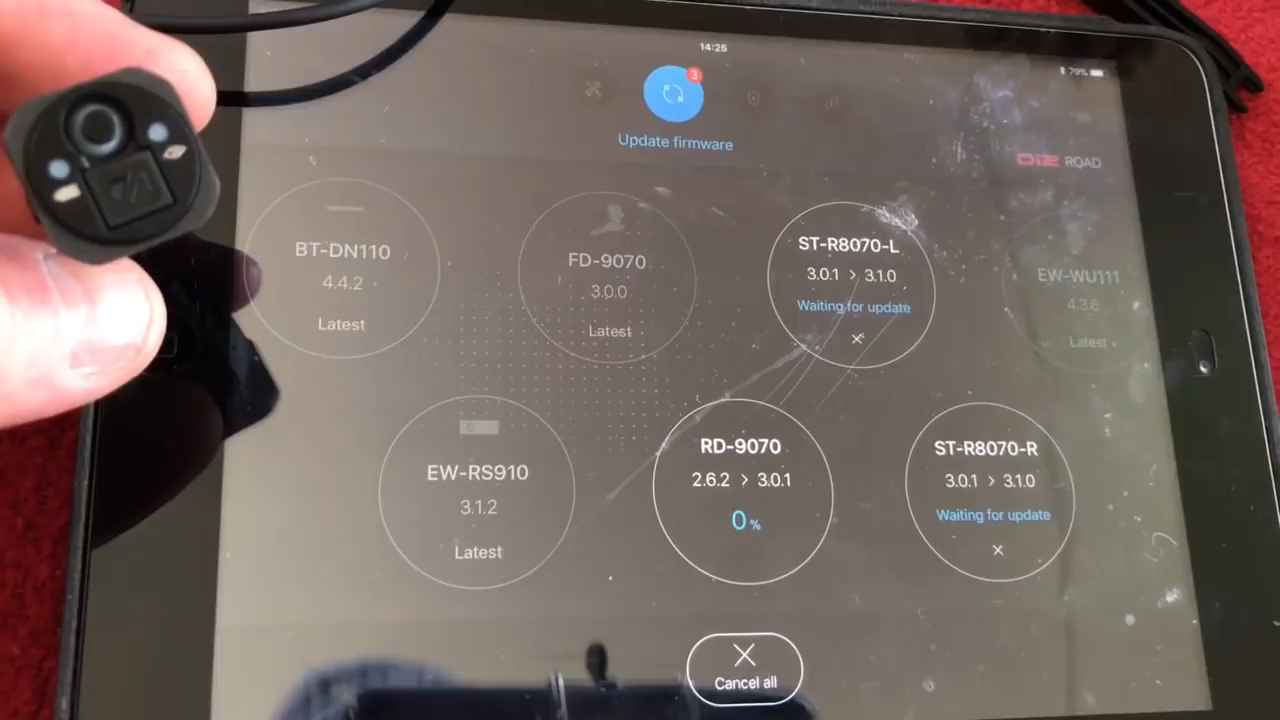 14:25
79%
3
Update firmware
Di2 ROAD
BT-DN110
4.4.2
Latest
FD-9070
3.0.0
Latest
ST-R8070-L
3.0.1 > 3.1.0
Waiting for update
EW-WU111
4.3.6
Latest
EW-RS910
3.1.2
Latest
RD-9070
2.6.2 > 3.0.1
0%
ST-R8070-R
3.0.1 > 3.1.0
Waiting for update
Cancel all